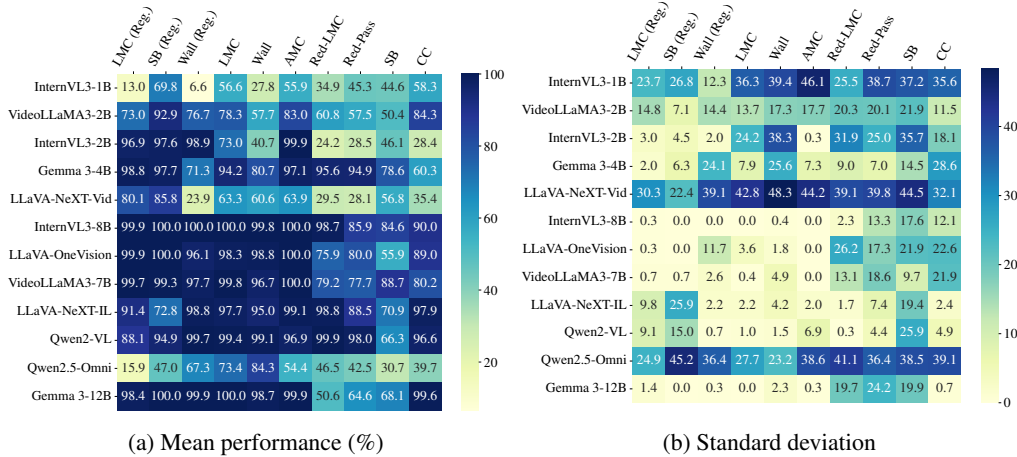 LMC (Reg.) SB (Reg.) Wall (Reg.) LMC Wall AMC Red-LMC Red-Pass SB CC
InternVL3-1B 13.0 69.8 6.6 56.6 27.8 55.9 34.9 45.3 44.6 58.3
VideoLLaMA3-2B 73.0 92.9 76.7 78.3 57.7 83.0 60.8 57.5 50.4 84.3
InternVL3-2B 96.9 97.6 98.9 73.0 40.7 99.9 24.2 28.5 46.1 28.4
Gemma 3-4B 98.8 97.7 71.3 94.2 80.7 97.1 95.6 94.9 78.6 60.3
LLaVA-NeXT-Vid 80.1 85.8 23.9 63.3 60.6 63.9 29.5 28.1 56.8 35.4
InternVL3-8B 99.9 100.0 100.0 100.0 99.8 100.0 98.7 85.9 84.6 90.0
LLaVA-OneVision 99.9 100.0 96.1 98.3 98.8 100.0 75.9 80.0 55.9 89.0
VideoLLaMA3-7B 99.7 99.3 97.7 99.8 96.7 100.0 79.2 77.7 88.7 80.2
LLaVA-NeXT-IL 91.4 72.8 98.8 97.7 95.0 99.1 98.8 88.5 70.9 97.9
Qwen2-VL 88.1 94.9 99.7 99.4 99.1 96.9 99.9 98.0 66.3 96.6
Qwen2.5-Omni 15.9 47.0 67.3 73.4 84.3 54.4 46.5 42.5 30.7 39.7
Gemma 3-12B 98.4 100.0 99.9 100.0 98.7 99.9 50.6 64.6 68.1 99.6
100
80
60
40
20
(a) Mean performance (%)
LMC (Reg.) SB (Reg.) Wall (Reg.) LMC Wall AMC Red-LMC Red-Pass SB CC
InternVL3-1B 23.7 26.8 12.3 36.3 39.4 46.1 25.5 38.7 37.2 35.6
VideoLLaMA3-2B 14.8 7.1 14.4 13.7 17.3 17.7 20.3 20.1 21.9 11.5
InternVL3-2B 3.0 4.5 2.0 24.2 38.3 0.3 31.9 25.0 35.7 18.1
Gemma 3-4B 2.0 6.3 24.1 7.9 25.6 7.3 9.0 7.0 14.5 28.6
LLaVA-NeXT-Vid 30.3 22.4 39.1 42.8 48.3 44.2 39.1 39.8 44.5 32.1
InternVL3-8B 0.3 0.0 0.0 0.0 0.4 0.0 2.3 13.3 17.6 12.1
LLaVA-OneVision 0.3 0.0 11.7 3.6 1.8 0.0 26.2 17.3 21.9 22.6
VideoLLaMA3-7B 0.7 0.7 2.6 0.4 4.9 0.0 13.1 18.6 9.7 21.9
LLaVA-NeXT-IL 9.8 25.9 2.2 2.2 4.2 2.0 1.7 7.4 19.4 2.4
Qwen2-VL 9.1 15.0 0.7 1.0 1.5 6.9 0.3 4.4 25.9 4.9
Qwen2.5-Omni 24.9 45.2 36.4 27.7 23.2 38.6 41.1 36.4 38.5 39.1
Gemma 3-12B 1.4 0.0 0.3 0.0 2.3 0.3 19.7 24.2 19.9 0.7
40
30
20
10
0
(b) Standard deviation